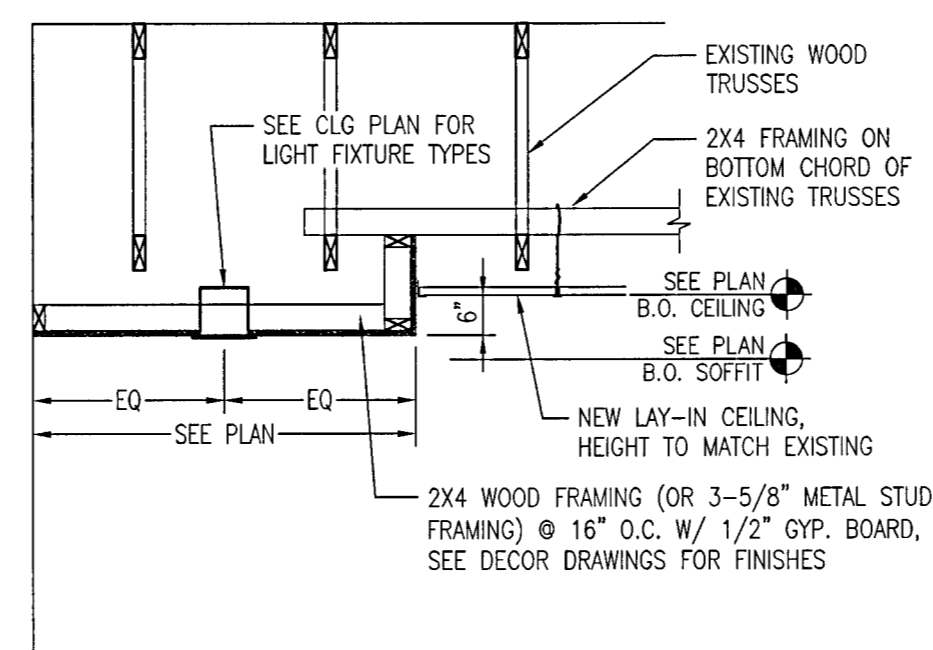 EXISTING WOOD
TRUSSES
SEE CLG PLAN FOR
LIGHT FIXTURE TYPES
2X4 FRAMING ON
BOTTOM CHORD OF
EXISTING TRUSSES
SEE PLAN
B.O. CEILING
6"
SEE PLAN
B.O. SOFFIT
EQ
EQ
SEE PLAN
NEW LAY-IN CEILING,
HEIGHT TO MATCH EXISTING
2X4 WOOD FRAMING (OR 3-5/8" METAL STUD
FRAMING) @ 16" O.C. W/ 1/2" GYP. BOARD,
SEE DECOR DRAWINGS FOR FINISHES